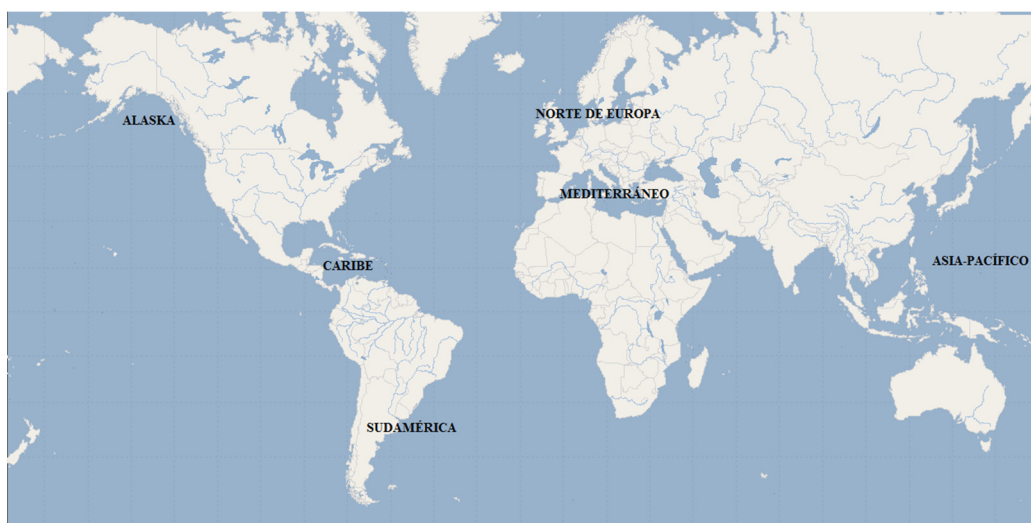 NORTE DE EUROPA
ALASKA
MEDITERRÁNEO
ASIA-PACÍFICO
CARIBE
SUDAMÉRICA